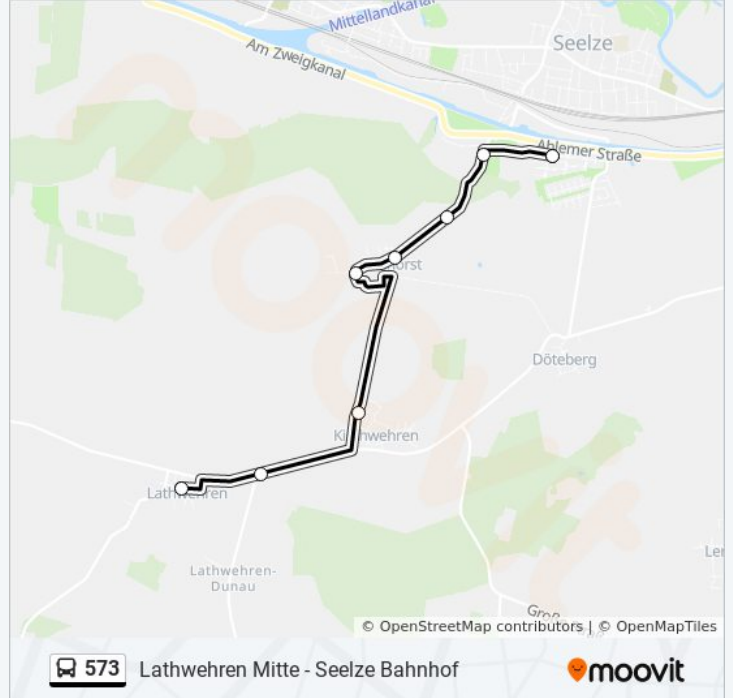 Mittellandkanal
Seelze
Am Zweigkanal
Ahlemer Straße
Döteberg
Lathwehren
Lathwehren-
Dunau
© OpenStreetMap contributors | © OpenMapTiles
573 Lathwehren Mitte - Seelze Bahnhof
moovit